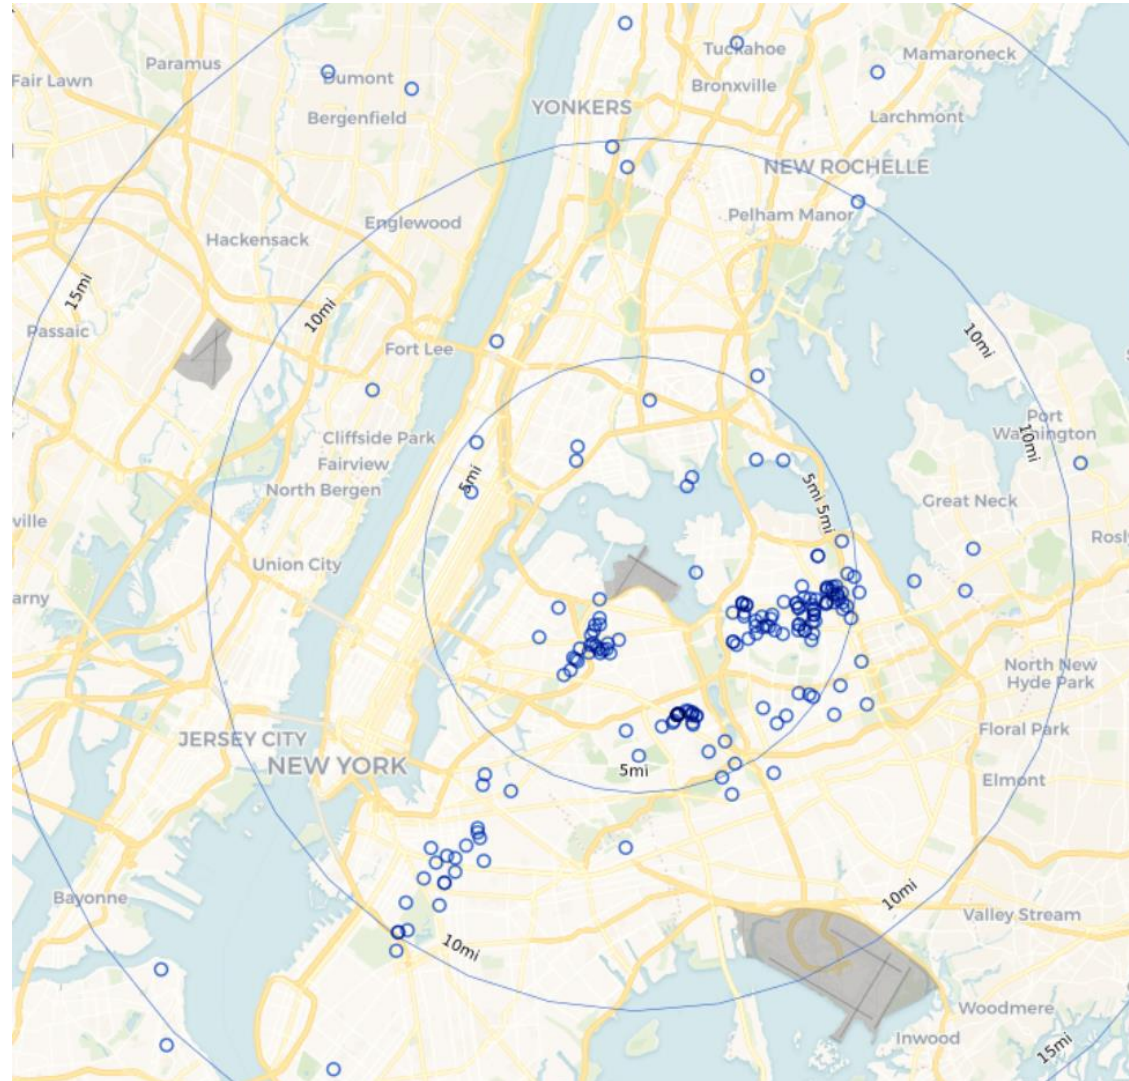 Tuckahoe
Mamaroneck
Paramus
Fair Lawn
Dumont
Bronxville
YONKERS
Bergenfield
Larchmont
NEW ROCHELLE
Pelham Manor
Englewood
Hackensack
15mi
10mi
Passaic
Fort Lee
10mi
Port
Washington
10mi
Cliffside Park
Fairview
5mi
North Bergen
5mi
5mi
Great Neck
ville
Rosly
Union City
arny
North New
Hyde Park
JERSEY CITY
Floral Park
NEW YORK
5mi
Elmont
Bayonne
10mi
Valley Stream
10mi
Woodmere
Inwood
15mi